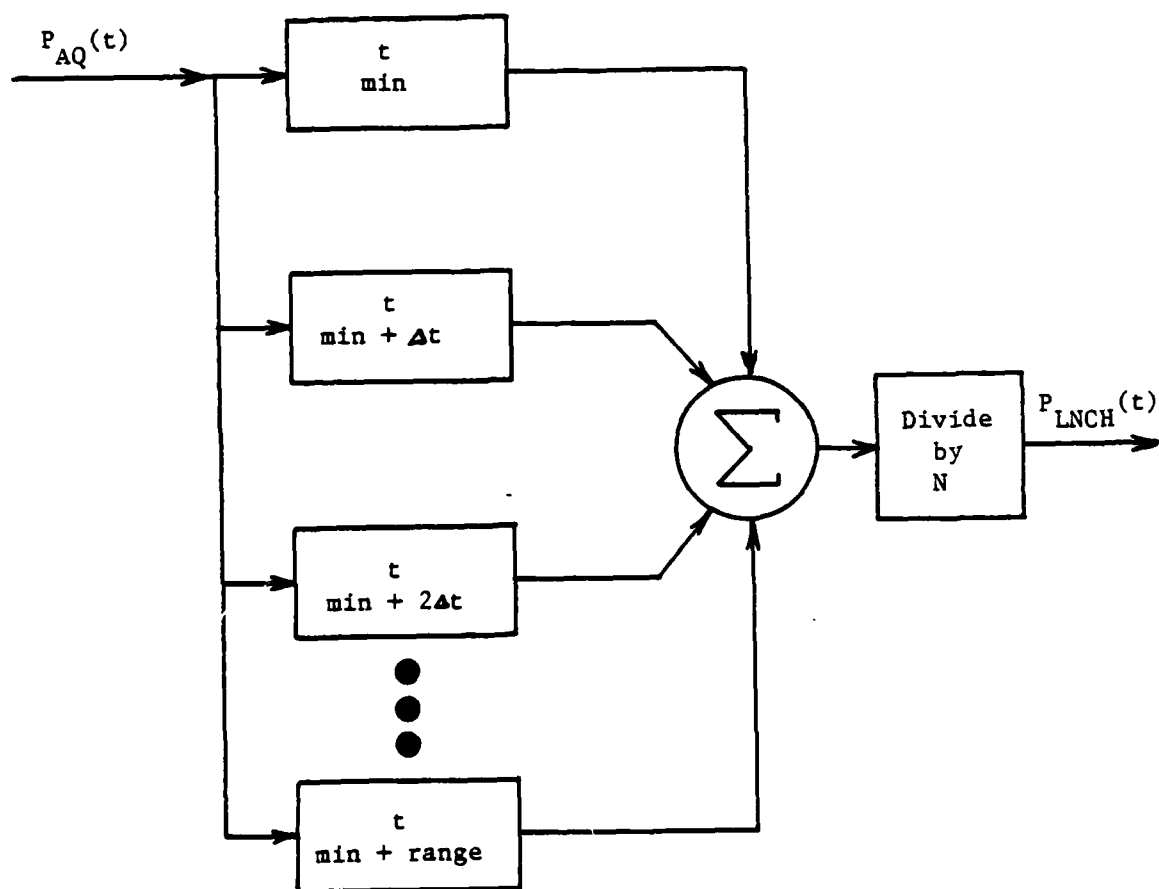 P_AQ(t)
t
min
t
min + Δt
t
min + 2Δt
t
min + range
Σ
Divide
by
N
P_LNCH(t)